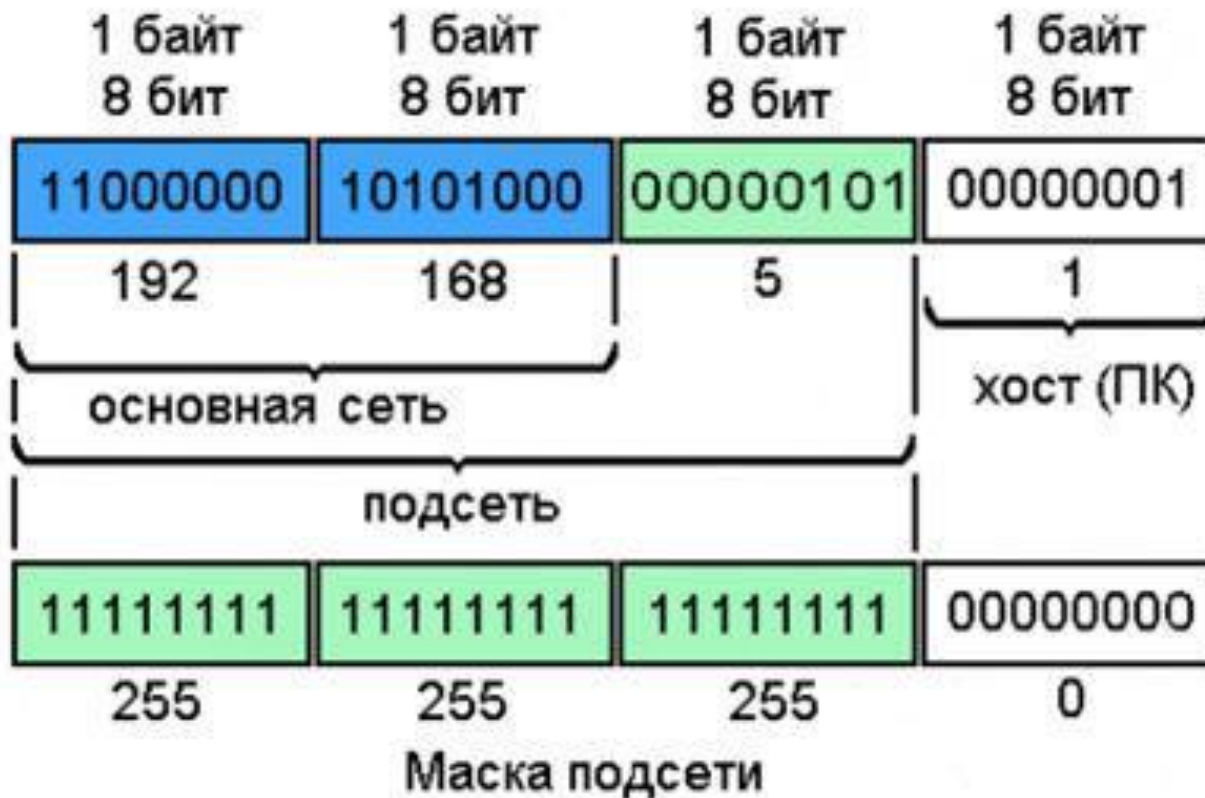 1 байт 1 байт 1 байт 1 байт
8 бит 8 бит 8 бит 8 бит
11000000 10101000 00000101 00000001
192 168 5 1
основная сеть
хост (ПК)
подсеть
11111111 11111111 11111111 00000000
255 255 255 0
Маска подсети